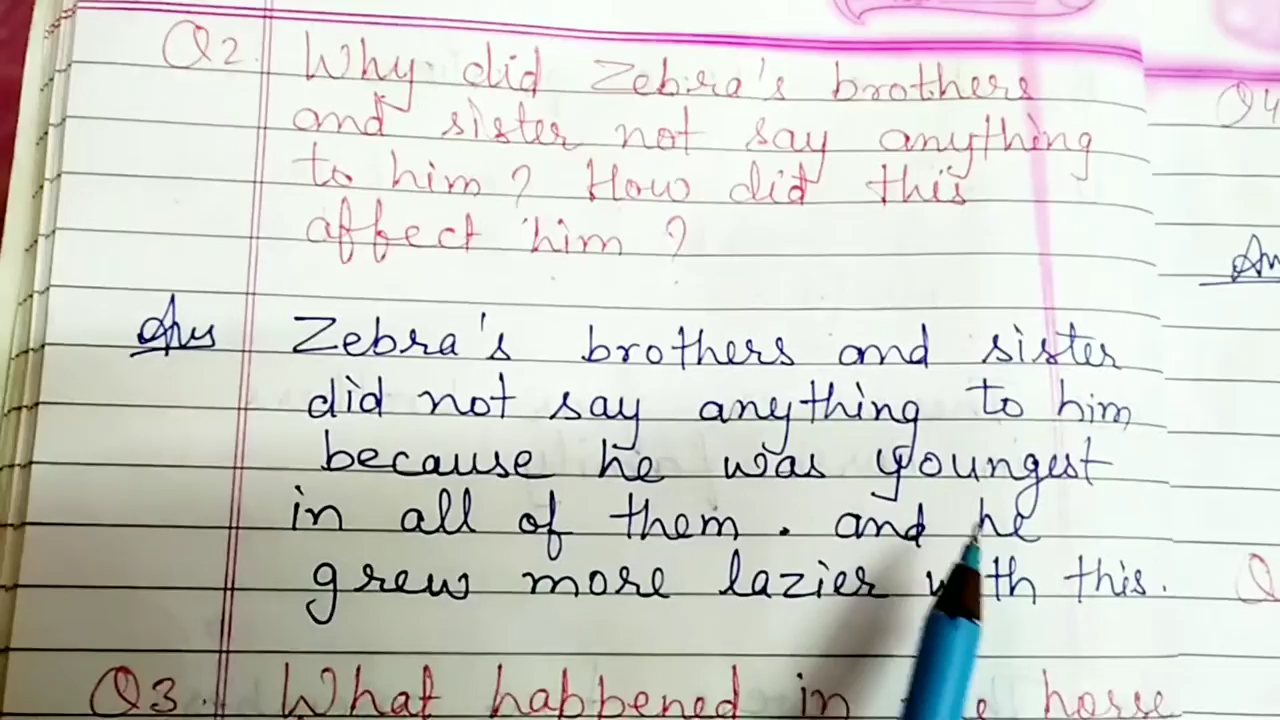 Q2. Why did Zebra's brothers
and sister not say anything
to him ? How did this
affect him ?
Ans Zebra's brothers and sister
did not say anything to him
because he was youngest
in all of them. and he
grew more lazier with this.
Q3. What happened in horse
Q4